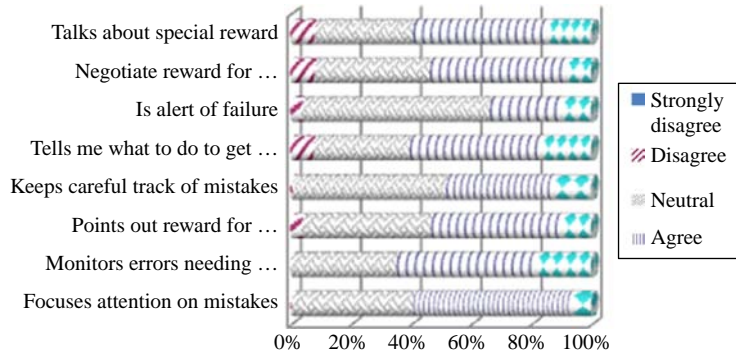 Talks about special reward
Negotiate reward for …
Is alert of failure
Tells me what to do to get …
Keeps careful track of mistakes
Points out reward for …
Monitors errors needing …
Focuses attention on mistakes
0% 20% 40% 60% 80% 100%
Strongly
disagree
Disagree
Neutral
Agree